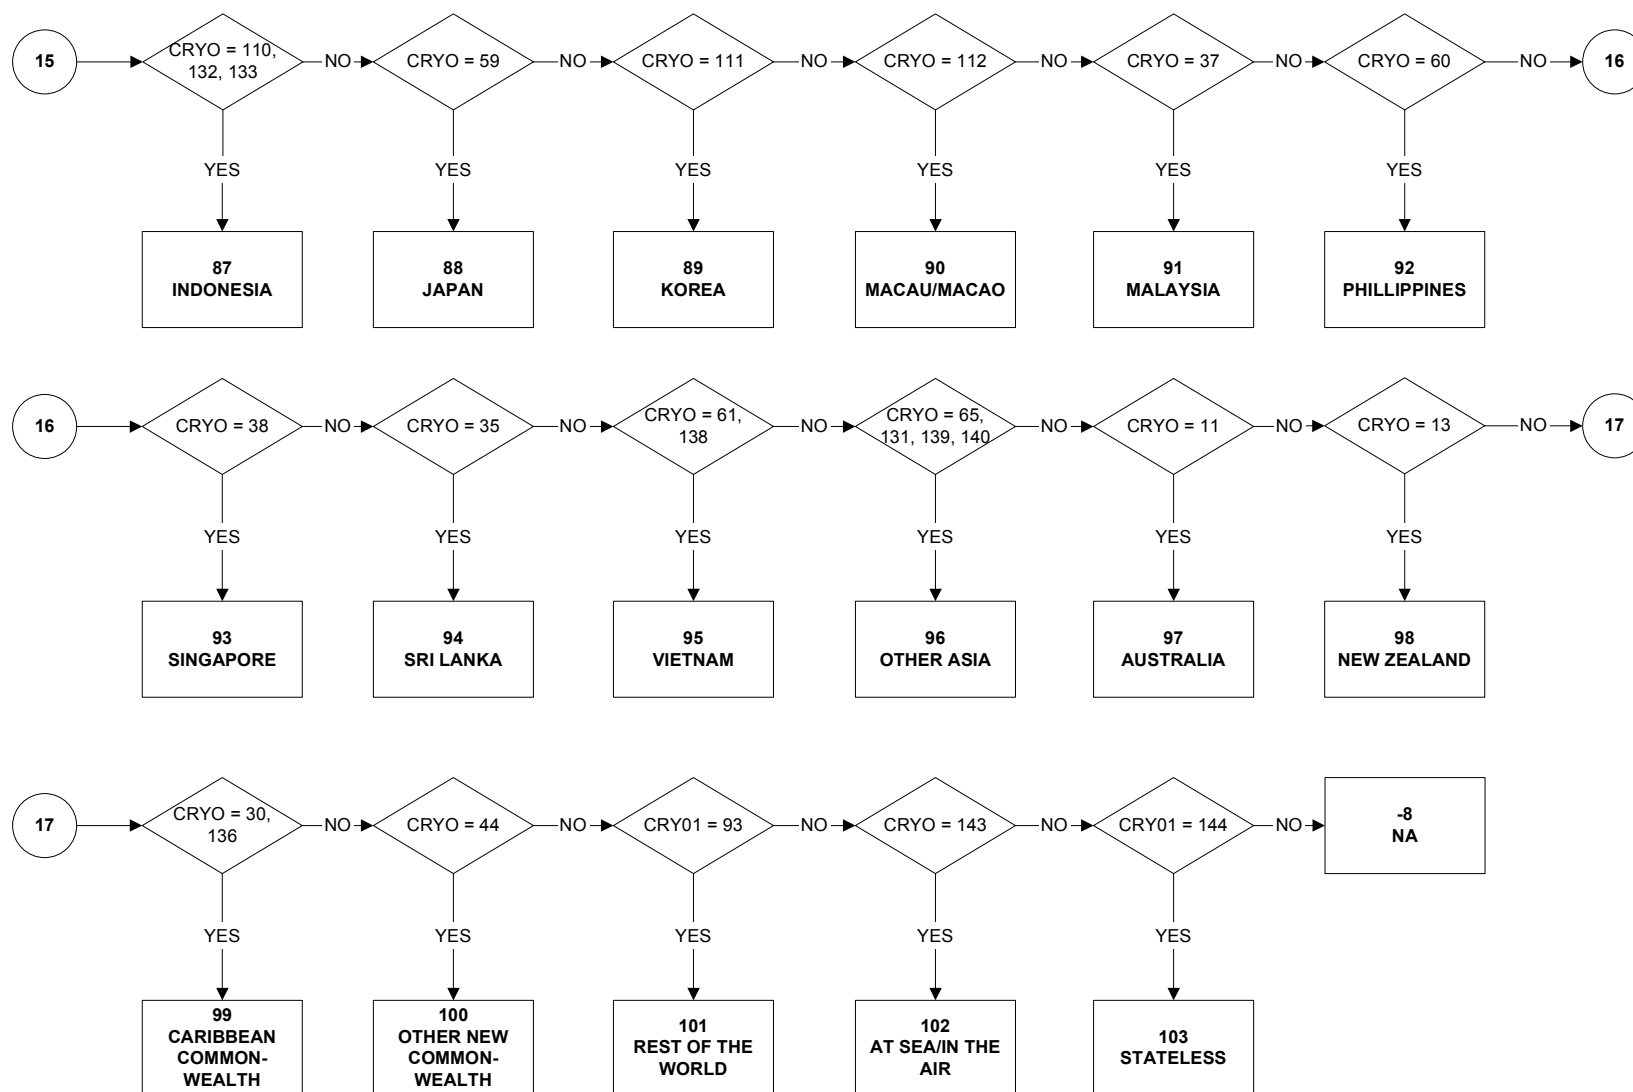 15
CRYO = 110,
132, 133
NO
CRYO = 59
NO
CRYO = 111
NO
CRYO = 112
NO
CRYO = 37
NO
CRYO = 60
NO
16
YES
YES
YES
YES
YES
YES
87
INDONESIA
88
JAPAN
89
KOREA
90
MACAU/MACAO
91
MALAYSIA
92
PHILLIPPINES
16
CRYO = 38
NO
CRYO = 35
NO
CRYO = 61,
138
NO
CRYO = 65,
131, 139, 140
NO
CRYO = 11
NO
CRYO = 13
NO
17
YES
YES
YES
YES
YES
YES
93
SINGAPORE
94
SRI LANKA
95
VIETNAM
96
OTHER ASIA
97
AUSTRALIA
98
NEW ZEALAND
17
CRYO = 30,
136
NO
CRYO = 44
NO
CRY01 = 93
NO
CRYO = 143
NO
CRY01 = 144
NO
-8
NA
YES
YES
YES
YES
YES
99
CARIBBEAN
COMMON-
WEALTH
100
OTHER NEW
COMMON-
WEALTH
101
REST OF THE
WORLD
102
AT SEA/IN THE
AIR
103
STATELESS